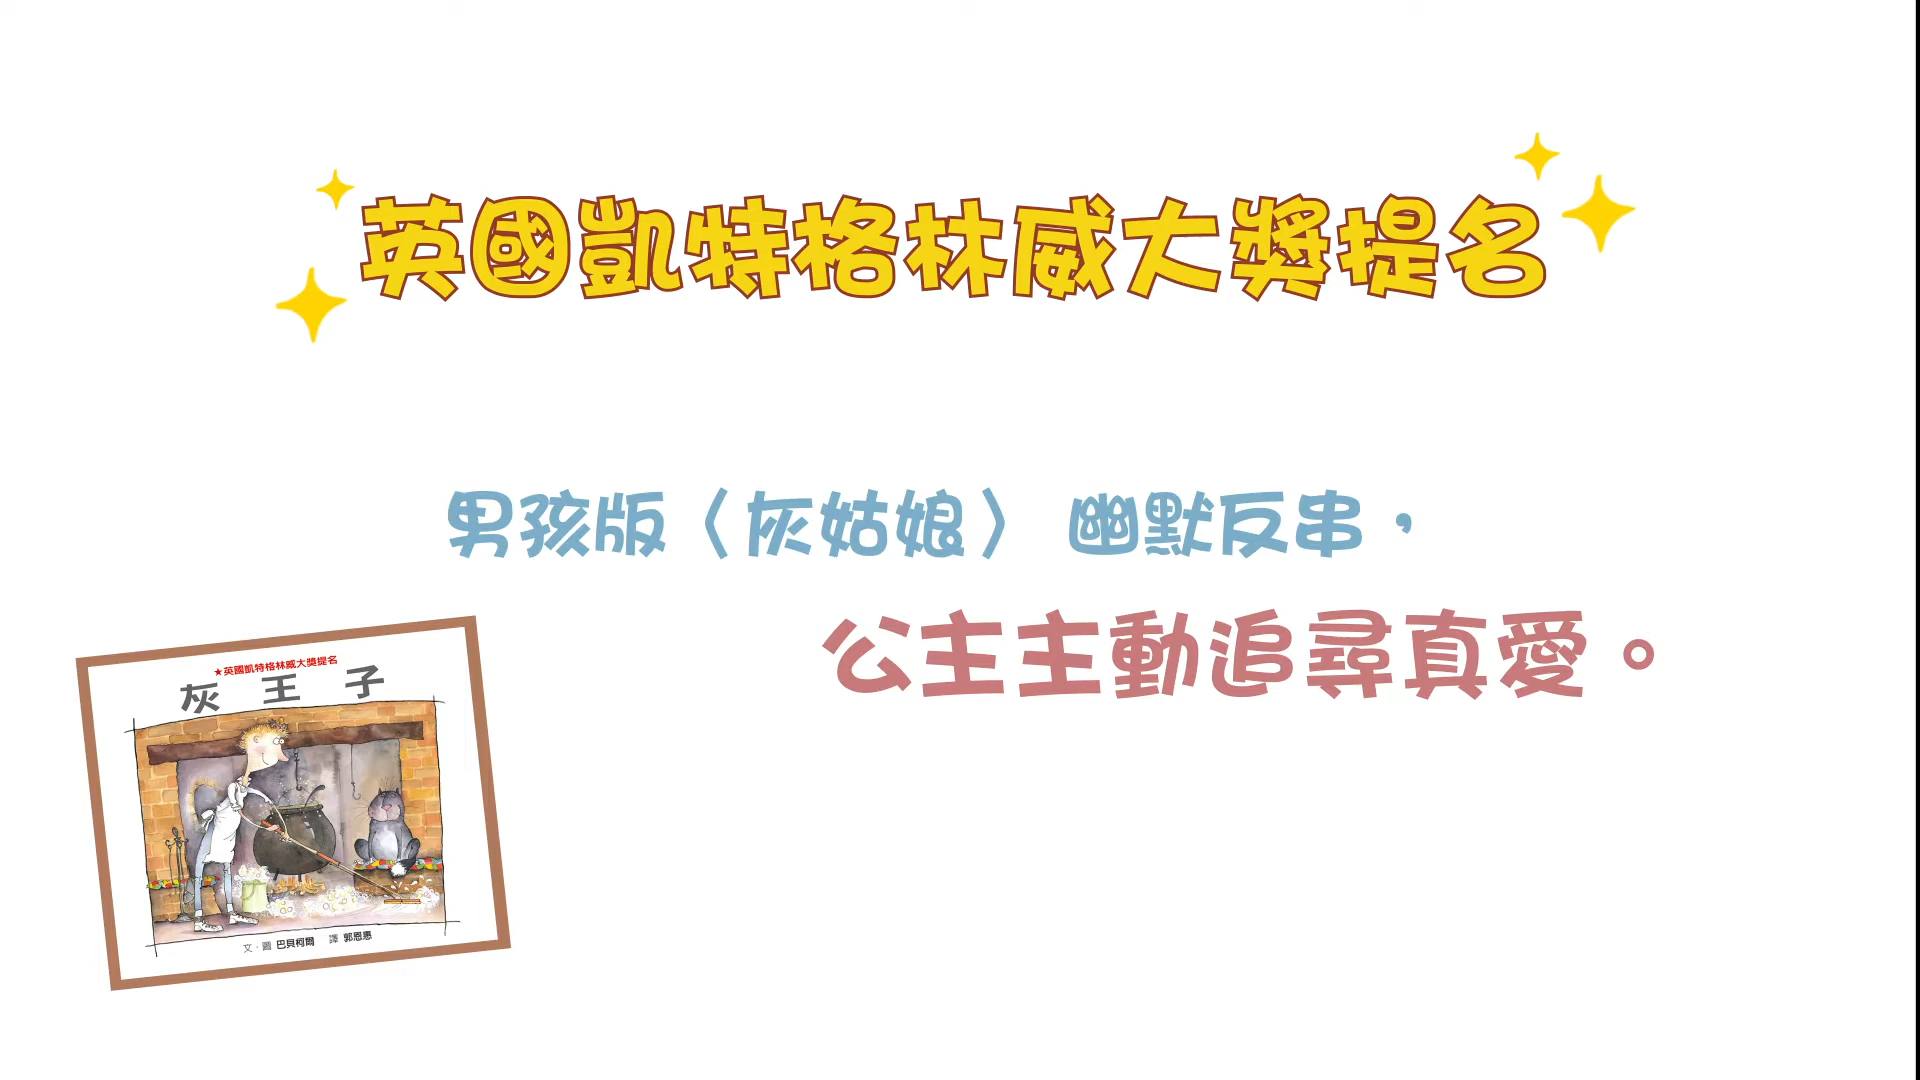 英國凱特格林威大獎提名
男孩版〈灰姑娘〉 幽默反串，
公主主動追尋真愛。
★英國凱特格林威大獎提名
灰王子
文·圖 巴貝柯爾 譯 郭恩惠